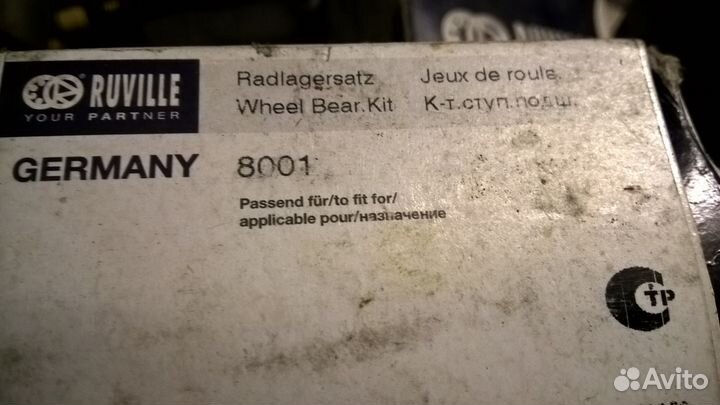 RUVILLE
YOUR PARTNER
Radlagersatz
Wheel Bear.Kit
Jeux de roule.
К-т.ступ.подш.
GERMANY
8001
Passend für/to fit for/
applicable pour/назначение
Avito